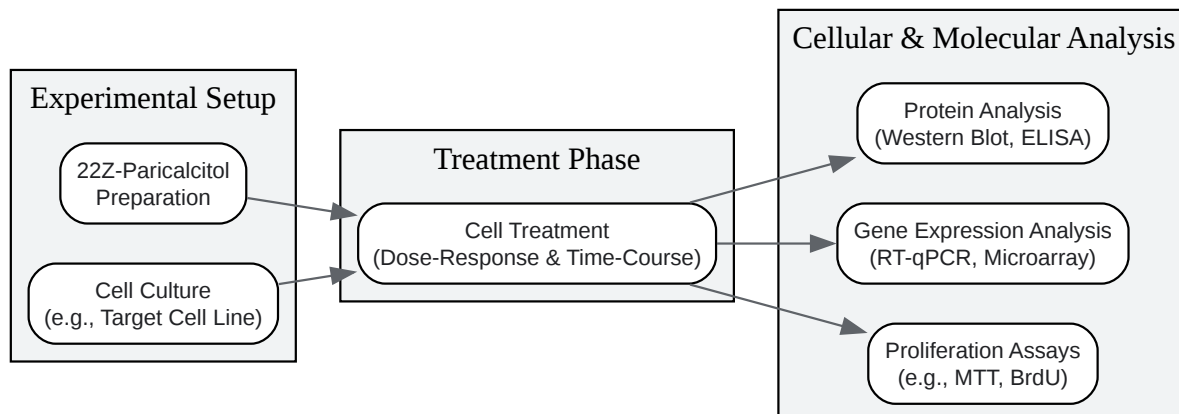 Experimental Setup
22Z-Paricalcitol
Preparation
Cell Culture
(e.g., Target Cell Line)
Treatment Phase
Cell Treatment
(Dose-Response & Time-Course)
Cellular & Molecular Analysis
Protein Analysis
(Western Blot, ELISA)
Gene Expression Analysis
(RT-qPCR, Microarray)
Proliferation Assays
(e.g., MTT, BrdU)